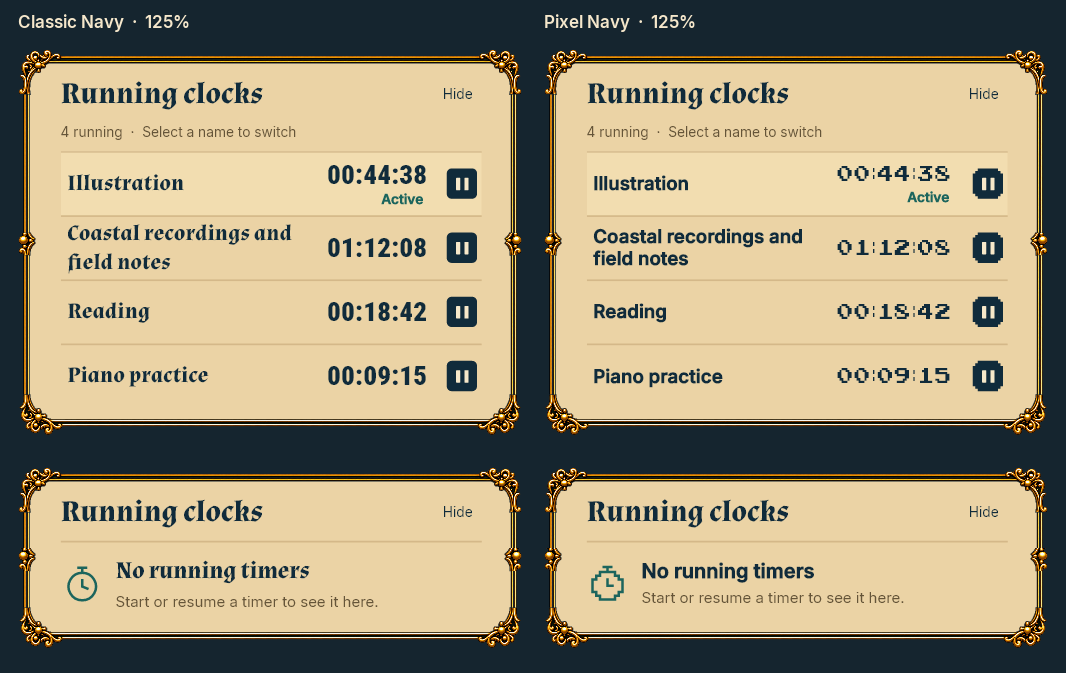 Classic Navy · 125%
Running clocks
Hide
4 running · Select a name to switch
Illustration
00:44:38
Active
Coastal recordings and
field notes
01:12:08
Reading
00:18:42
Piano practice
00:09:15
Running clocks
Hide
No running timers
Start or resume a timer to see it here.
Pixel Navy · 125%
Running clocks
Hide
4 running · Select a name to switch
Illustration
00:44:38
Active
Coastal recordings and
field notes
01:12:08
Reading
00:18:42
Piano practice
00:09:15
Running clocks
Hide
No running timers
Start or resume a timer to see it here.